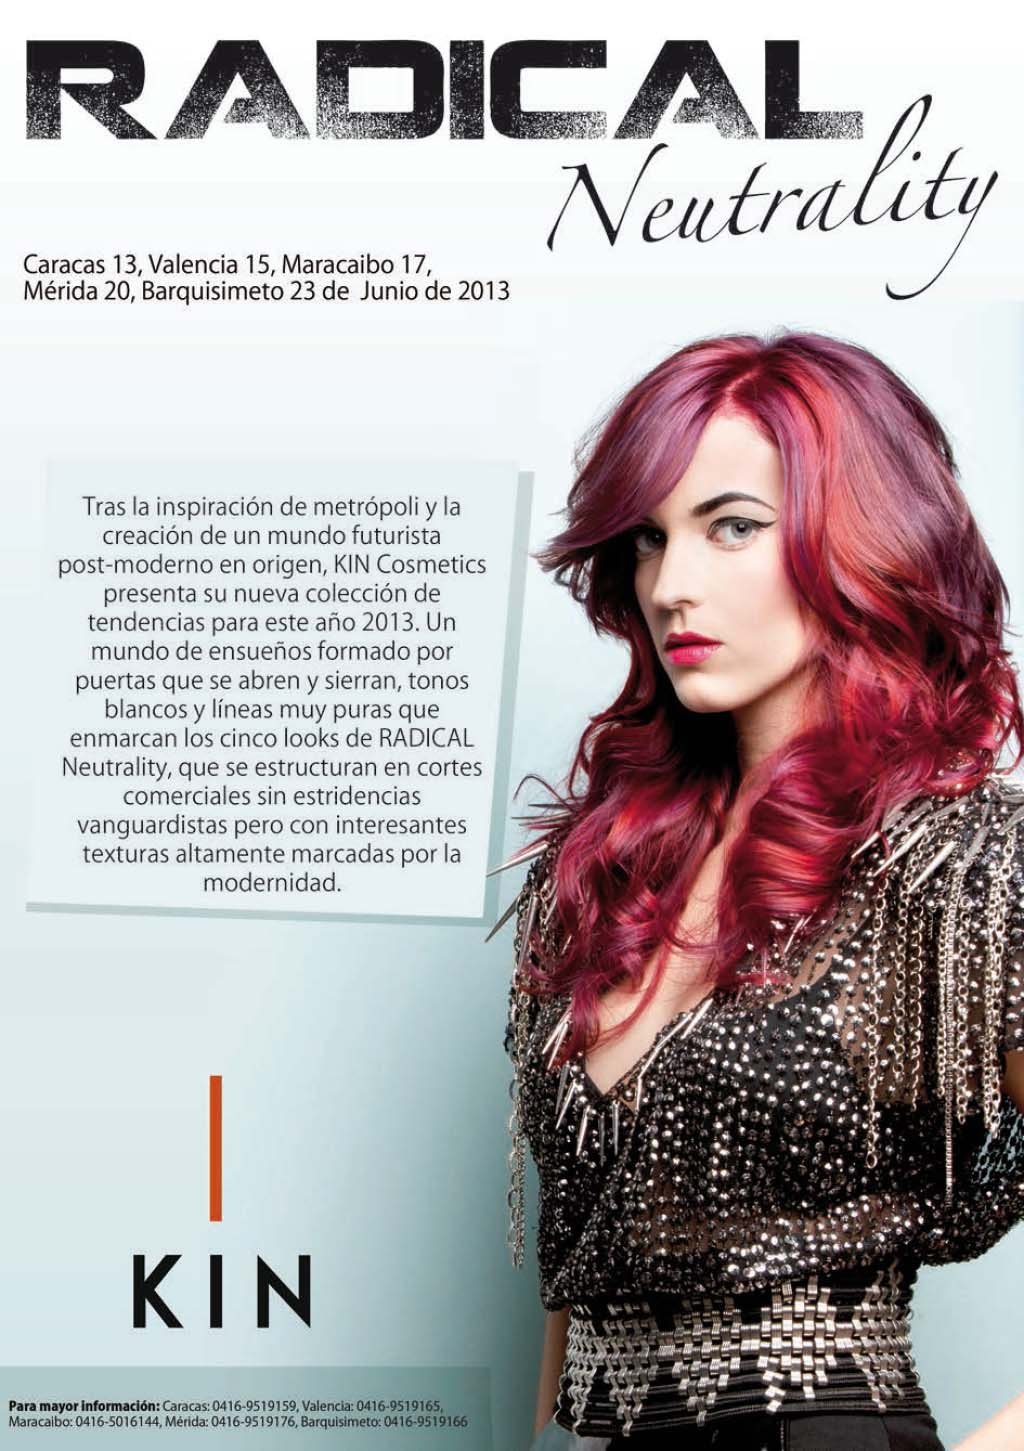 RADICAL
Neutrality
Caracas 13, Valencia 15, Maracaibo 17,
Mérida 20, Barquisimeto 23 de Junio de 2013
Tras la inspiración de metrópoli y la
creación de un mundo futurista
post-moderno en origen, KIN Cosmetics
presenta su nueva colección de
tendencias para este año 2013. Un
mundo de ensueños formado por
puertas que se abren y sierran, tonos
blancos y líneas muy puras que
enmarcan los cinco looks de RADICAL
Neutrality, que se estructuran en cortes
comerciales sin estridencias
vanguardistas pero con interesantes
texturas altamente marcadas por la
modernidad.
KIN
Para mayor información: Caracas: 0416-9519159, Valencia: 0416-9519165,
Maracaibo: 0416-5016144, Mérida: 0416-9519176, Barquisimeto: 0416-9519166